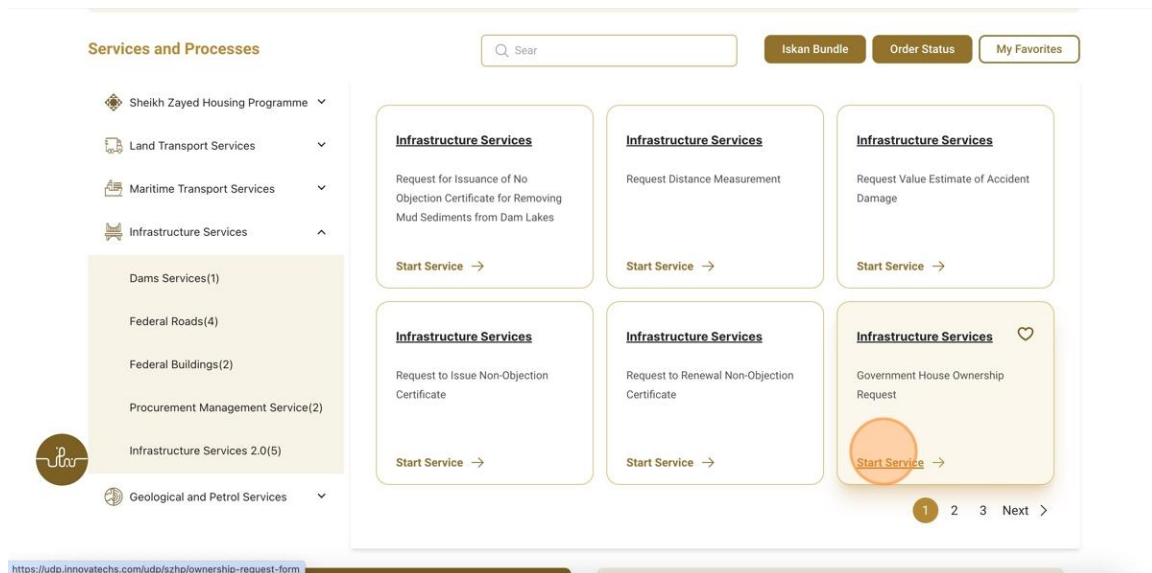 Services and Processes
Sear
Iskan Bundle
Order Status
My Favorites
Sheikh Zayed Housing Programme
Land Transport Services
Maritime Transport Services
Infrastructure Services
Dams Services(1)
Federal Roads(4)
Federal Buildings(2)
Procurement Management Service(2)
Infrastructure Services 2.0(5)
Geological and Petrol Services
Infrastructure Services
Request for Issuance of No
Objection Certificate for Removing
Mud Sediments from Dam Lakes
Start Service
Infrastructure Services
Request Distance Measurement
Start Service
Infrastructure Services
Request Value Estimate of Accident
Damage
Start Service
Infrastructure Services
Request to Issue Non-Objection
Certificate
Start Service
Infrastructure Services
Request to Renewal Non-Objection
Certificate
Start Service
Infrastructure Services
Government House Ownership
Request
Start Service
1 2 3 Next
https://udp.innovatechs.com/udp/szhp/ownership-request-form